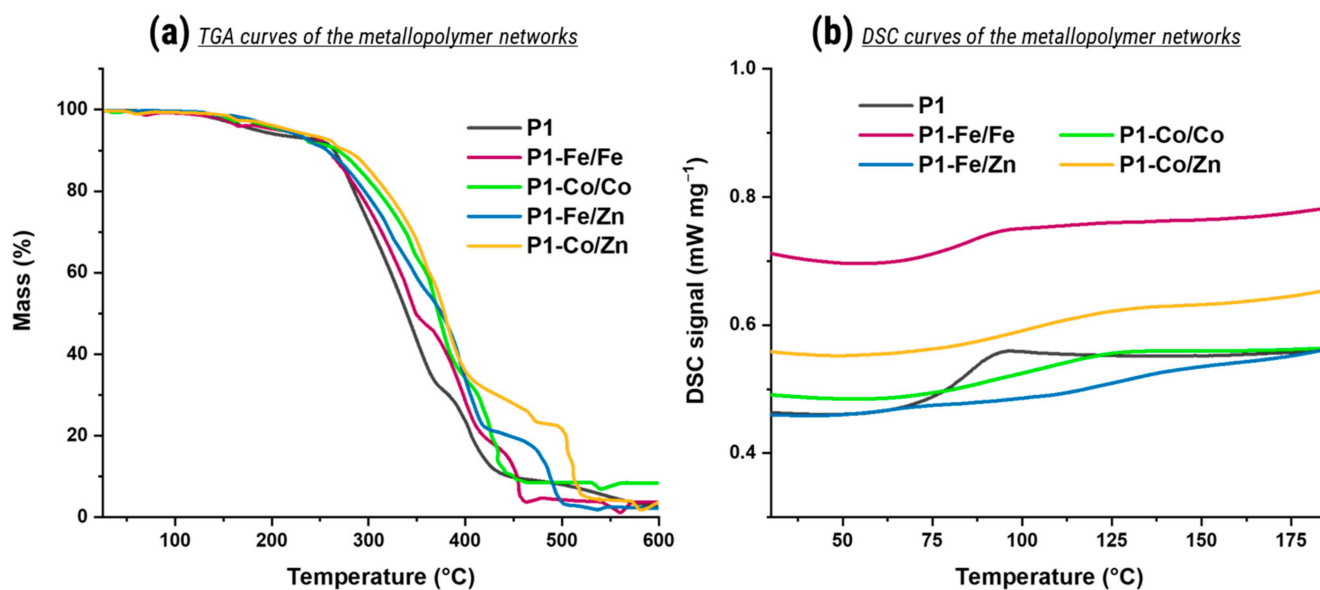 (a) TGA curves of the metallopolymer networks
100
80
60
40
20
0
Mass (%)
P1
P1-Fe/Fe
P1-Co/Co
P1-Fe/Zn
P1-Co/Zn
100 200 300 400 500 600
Temperature (°C)
(b) DSC curves of the metallopolymer networks
1.0
0.8
0.6
0.4
DSC signal (mW mg⁻¹)
P1
P1-Fe/Fe P1-Co/Co
P1-Fe/Zn P1-Co/Zn
50 75 100 125 150 175
Temperature (°C)